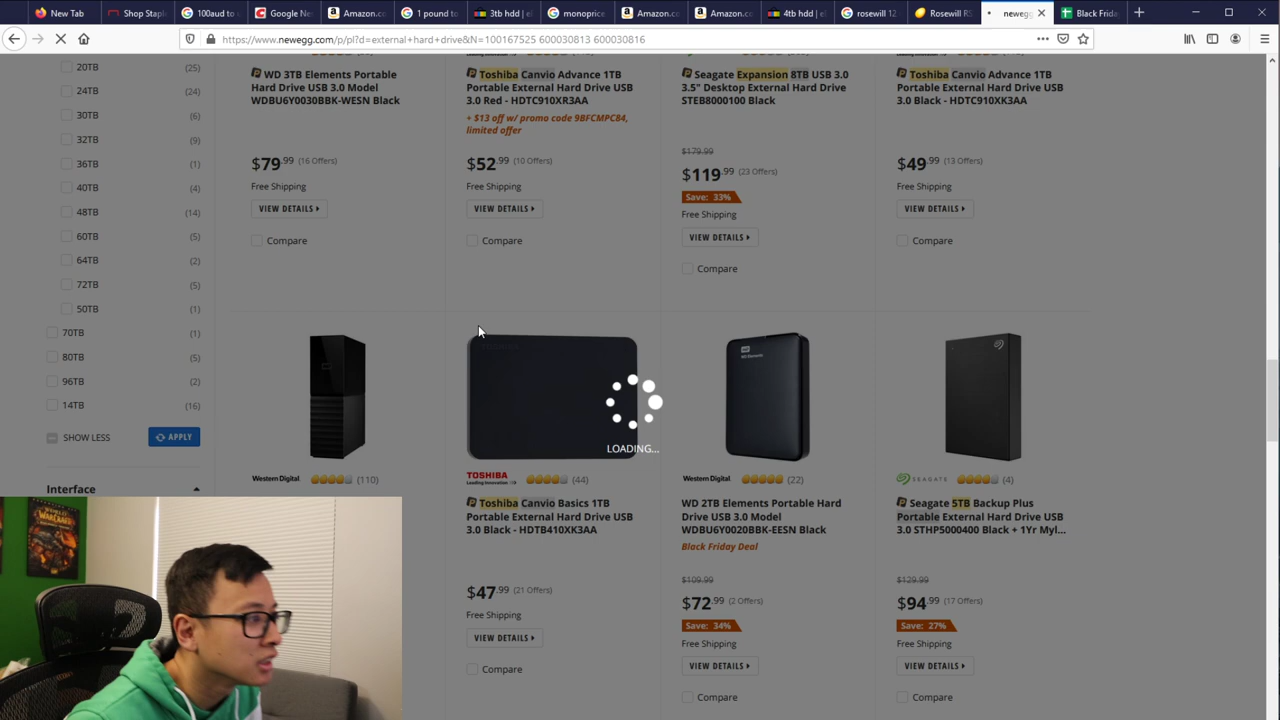 New Tab
Shop Staple
100aud to
Google Ne
Amazon.co
1 pound to
3tb hdd | e
monoprice
Amazon.co
Amazon.co
4tb hdd | e
rosewill 12
Rosewill RS
newegg
Black Frida
https://www.newegg.com/p/pl?d=external+hard+drive&N=100167525 600030813 600030816
20TB (25)
24TB (24)
30TB (6)
32TB (9)
36TB (1)
40TB (4)
48TB (14)
60TB (5)
64TB (2)
72TB (5)
50TB (1)
70TB (1)
80TB (5)
96TB (2)
14TB (16)
SHOW LESS
APPLY
Interface
WD 3TB Elements Portable
Hard Drive USB 3.0 Model
WDBU6Y0030BBK-WESN Black
$79.99 (16 Offers)
Free Shipping
VIEW DETAILS
Compare
Toshiba Canvio Advance 1TB
Portable External Hard Drive USB
3.0 Red - HDTC910XR3AA
+ $13 off w/ promo code 9BFCMPC84,
limited offer
$52.99 (10 Offers)
Free Shipping
VIEW DETAILS
Compare
Seagate Expansion 8TB USB 3.0
3.5" Desktop External Hard Drive
STEB8000100 Black
$179.99
$119.99 (23 Offers)
Save: 33%
Free Shipping
VIEW DETAILS
Compare
Toshiba Canvio Advance 1TB
Portable External Hard Drive USB
3.0 Black - HDTC910XK3AA
$49.99 (13 Offers)
Free Shipping
VIEW DETAILS
Compare
LOADING...
Western Digital (110)
TOSHIBA
Leading Innovation (44)
Toshiba Canvio Basics 1TB
Portable External Hard Drive USB
3.0 Black - HDTB410XK3AA
$47.99 (21 Offers)
Free Shipping
VIEW DETAILS
Compare
WD
Western Digital (22)
WD 2TB Elements Portable Hard
Drive USB 3.0 Model
WDBU6Y0020BBK-EESN Black
Black Friday Deal
$109.99
$72.99 (2 Offers)
Save: 34%
Free Shipping
VIEW DETAILS
Compare
SEAGATE (4)
Seagate 5TB Backup Plus
Portable External Hard Drive USB
3.0 STHP5000400 Black + 1Yr Myl...
$129.99
$94.99 (17 Offers)
Save: 27%
Free Shipping
VIEW DETAILS
Compare
WORLD
WARCRAFT